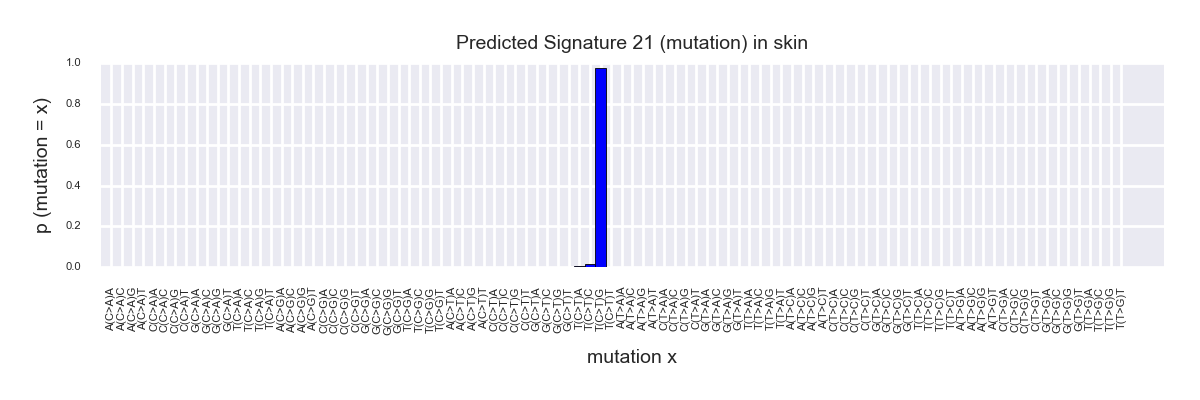 Predicted Signature 21 (mutation) in skin
1.0
0.8
0.6
0.4
0.2
0.0
p (mutation = x)
A(C>A)A
A(C>A)C
A(C>A)G
A(C>A)T
C(C>A)A
C(C>A)C
C(C>A)G
C(C>A)T
G(C>A)A
G(C>A)C
G(C>A)G
G(C>A)T
T(C>A)A
T(C>A)C
T(C>A)G
T(C>A)T
A(C>G)A
A(C>G)C
A(C>G)G
A(C>G)T
C(C>G)A
C(C>G)C
C(C>G)G
C(C>G)T
G(C>G)A
G(C>G)C
G(C>G)G
G(C>G)T
T(C>G)A
T(C>G)C
T(C>G)G
T(C>G)T
A(C>T)A
A(C>T)C
A(C>T)G
A(C>T)T
C(C>T)A
C(C>T)C
C(C>T)G
C(C>T)T
G(C>T)A
G(C>T)C
G(C>T)G
G(C>T)T
T(C>T)A
T(C>T)C
T(C>T)G
T(C>T)T
A(T>A)A
A(T>A)C
A(T>A)G
A(T>A)T
C(T>A)A
C(T>A)C
C(T>A)G
C(T>A)T
G(T>A)A
G(T>A)C
G(T>A)G
G(T>A)T
T(T>A)A
T(T>A)C
T(T>A)G
T(T>A)T
A(T>C)A
A(T>C)C
A(T>C)G
A(T>C)T
C(T>C)A
C(T>C)C
C(T>C)G
C(T>C)T
G(T>C)A
G(T>C)C
G(T>C)G
G(T>C)T
T(T>C)A
T(T>C)C
T(T>C)G
T(T>C)T
A(T>G)A
A(T>G)C
A(T>G)G
A(T>G)T
C(T>G)A
C(T>G)C
C(T>G)G
C(T>G)T
G(T>G)A
G(T>G)C
G(T>G)G
G(T>G)T
T(T>G)A
T(T>G)C
T(T>G)G
T(T>G)T
mutation x